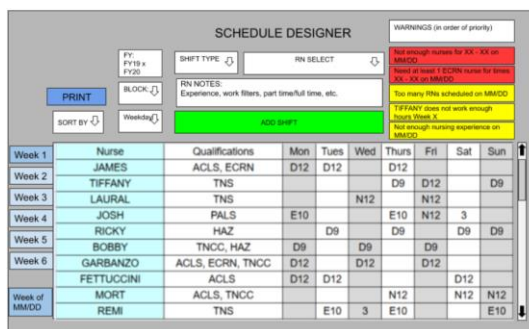 SCHEDULE DESIGNER
WARNINGS (in order of priority)
FY:
FY19 x
FY20
SHIFT TYPE
RN SELECT
Not enough nurses for XX - XX on
MM/DD
Need at least 1 ECRN nurse for times
XX - XX on MM/DD
BLOCK:
RN NOTES:
Experience, work filters, part time/full time, etc.
Too many RNs scheduled on MM/DD
PRINT
TIFFANY does not work enough
hours Week X
SORT BY
Weekday
ADD SHIFT
Not enough nursing experience on
MM/DD
Week 1
Week 2
Week 3
Week 4
Week 5
Week 6
Week of
MM/DD
Nurse Qualifications Mon Tues Wed Thurs Fri Sat Sun
JAMES ACLS, ECRN D12 D12 D12
TIFFANY TNS D9 D12 D9
LAURAL TNS N12 N12
JOSH PALS E10 E10 N12 3
RICKY HAZ D9 D9 D9 D9
BOBBY TNCC, HAZ D9 D9 D9
GARBANZO ACLS, ECRN, TNCC D12 D12 D12
FETTUCCINI ACLS D12 D12 D12
MORT ACLS, TNCC N12 N12 N12
REMI TNS E10 3 E10 E10